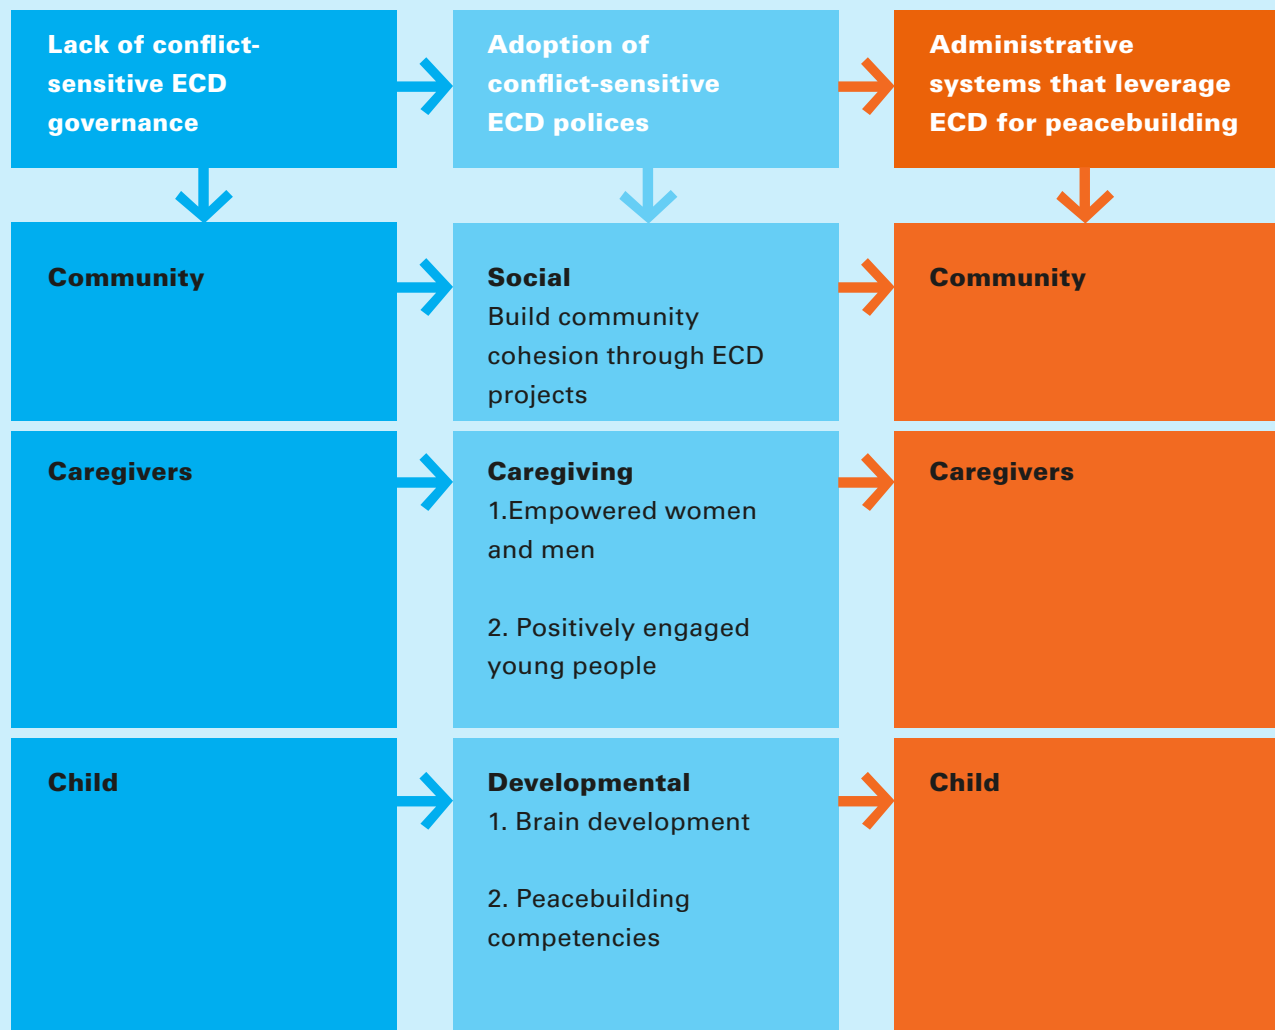 Lack of conflict-
sensitive ECD
governance
Adoption of
conflict-sensitive
ECD polices
Administrative
systems that leverage
ECD for peacebuilding
Community
Social
Build community
cohesion through ECD
projects
Community
Caregivers
Caregiving
1.Empowered women
and men
2. Positively engaged
young people
Caregivers
Child
Developmental
1. Brain development
2. Peacebuilding
competencies
Child